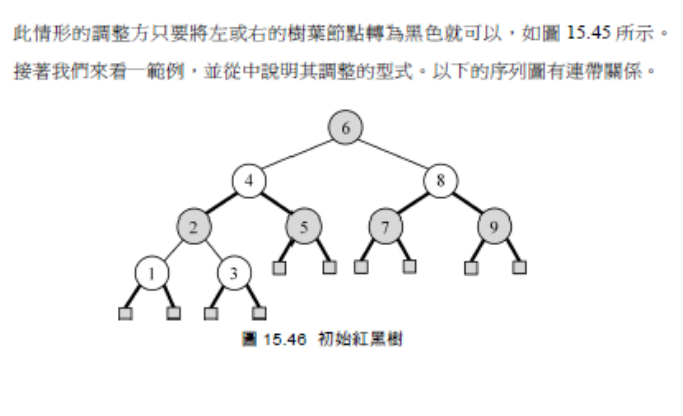 此情形的調整方只要將左或右的樹葉節點轉為黑色就可以，如圖 15.45 所示。
接著我們來看一範例，並從中說明其調整的型式。以下的序列圖有連帶關係。
6
4 8
2 5 7 9
1 3
圖 15.46 初始紅黑樹